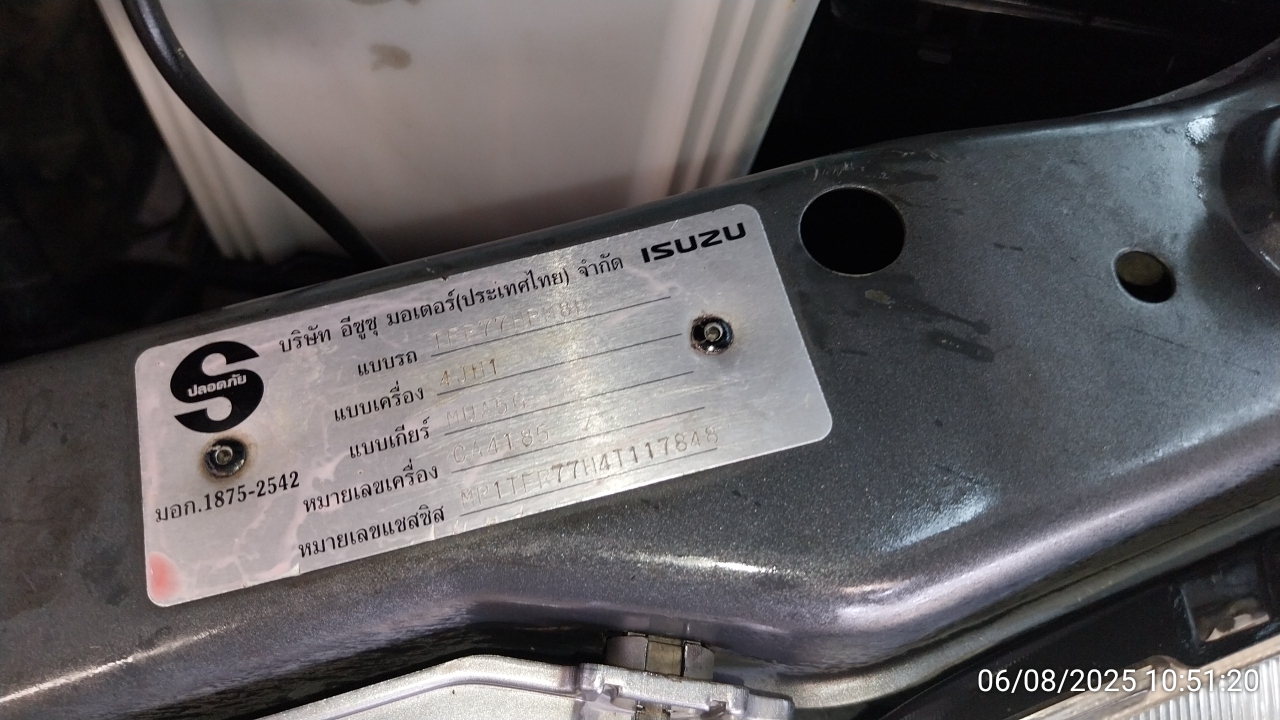 บริษัท อีซูซุ มอเตอร์(ประเทศไทย) จำกัด ISUZU
ปลอดภัย
มอก.1875-2542
แบบรถ
แบบเครื่อง 4JH1
แบบเกียร์ MUA5G
หมายเลขเครื่อง
หมายเลขแชสซิส
06/08/2025 10:51:20